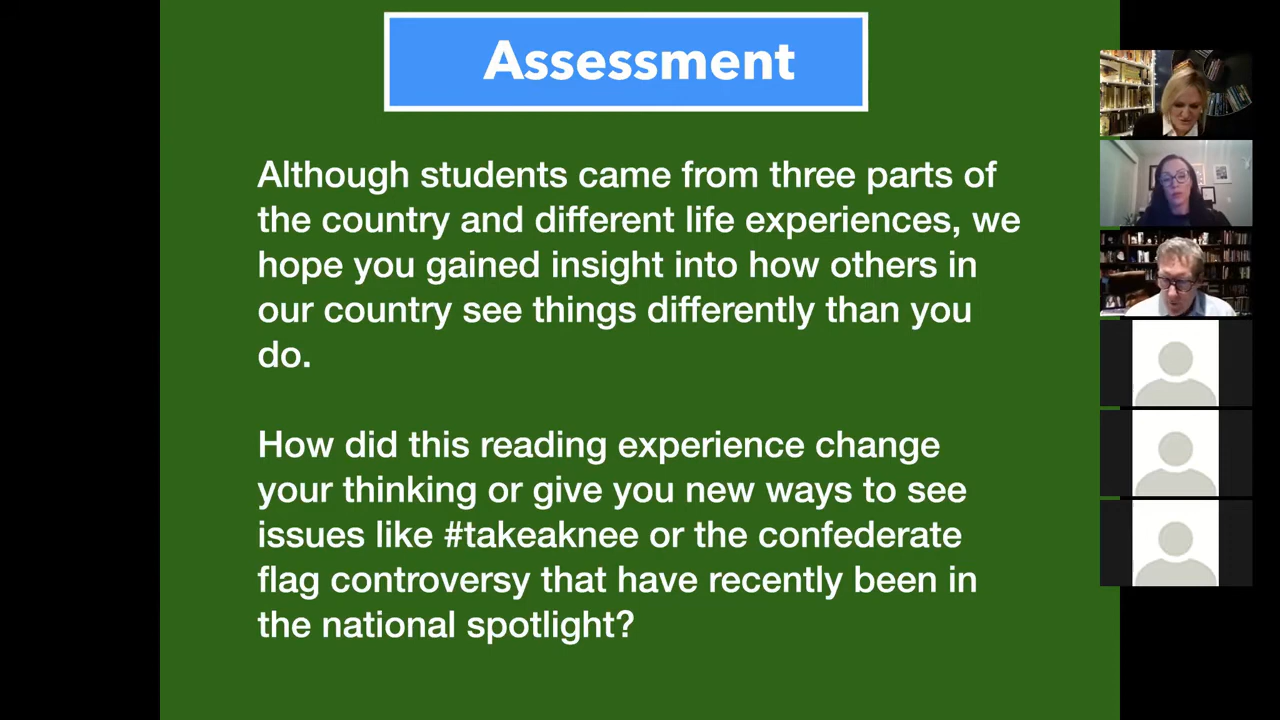 Assessment
Although students came from three parts of
the country and different life experiences, we
hope you gained insight into how others in
our country see things differently than you
do.
How did this reading experience change
your thinking or give you new ways to see
issues like #takeaknee or the confederate
flag controversy that have recently been in
the national spotlight?